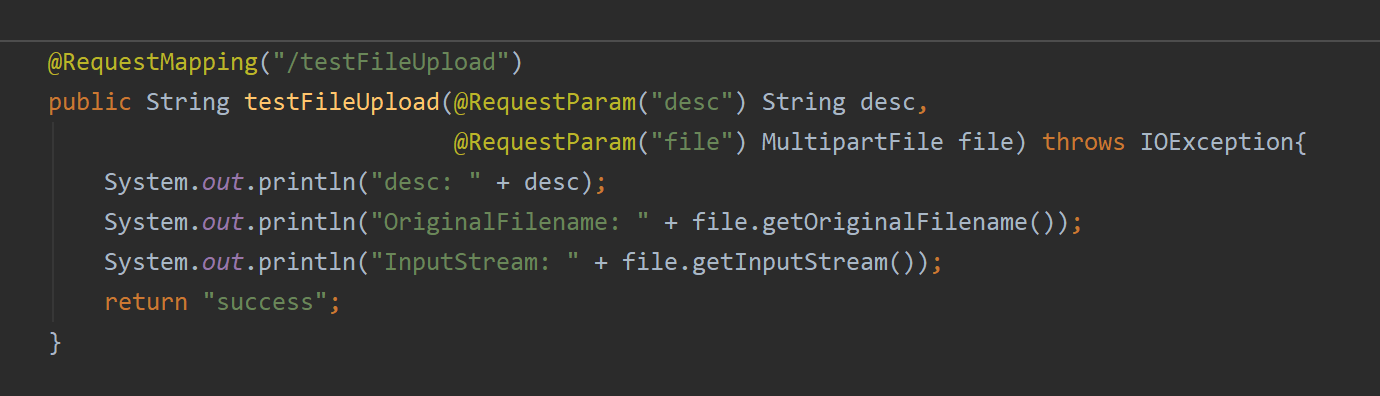 @RequestMapping("/testFileUpload")
public String testFileUpload(@RequestParam("desc") String desc,
@RequestParam("file") MultipartFile file) throws IOException{
System.out.println("desc: " + desc);
System.out.println("OriginalFilename: " + file.getOriginalFilename());
System.out.println("InputStream: " + file.getInputStream());
return "success";
}